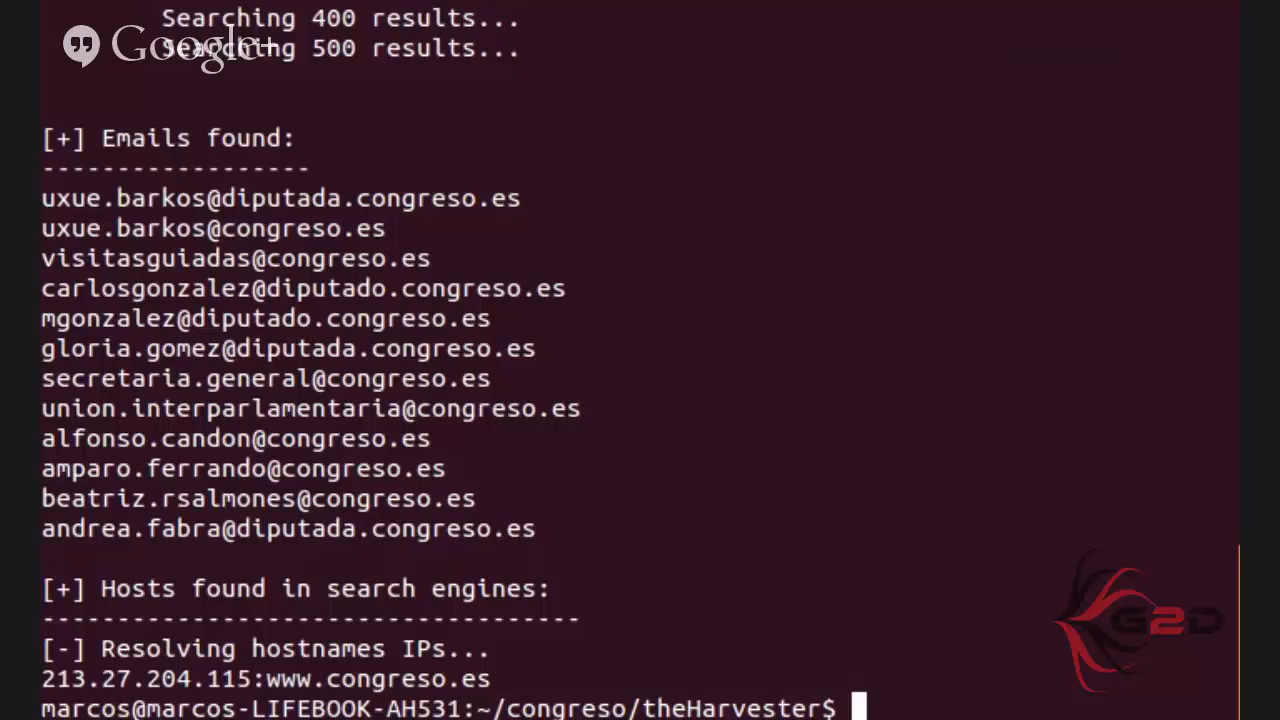 Searching 400 results...
Searching 500 results...
Google+
[+] Emails found:
------------------
uxue.barkos@diputada.congreso.es
uxue.barkos@congreso.es
visitasguiadas@congreso.es
carlosgonzalez@diputado.congreso.es
mgonzalez@diputado.congreso.es
gloria.gomez@diputada.congreso.es
secretaria.general@congreso.es
union.interparlamentaria@congreso.es
alfonso.candon@congreso.es
amparo.ferrando@congreso.es
beatriz.rsalmones@congreso.es
andrea.fabra@diputada.congreso.es
[+] Hosts found in search engines:
------------------------------------
[-] Resolving hostnames IPs...
213.27.204.115:www.congreso.es
marcos@marcos-LIFEBOOK-AH531:~/congreso/theHarvester$
G2D